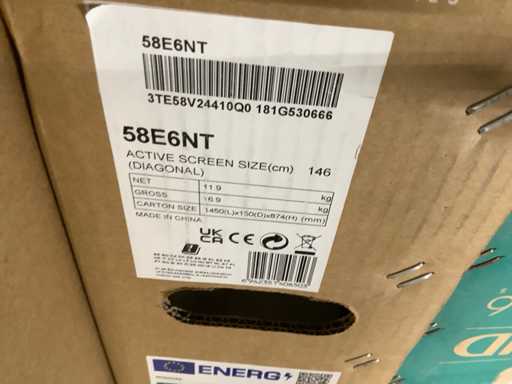 58E6NT
3TE58V24410Q0 181G530666
58E6NT
ACTIVE SCREEN SIZE(cm) 146
(DIAGONAL)
NET 11.9 kg
GROSS 16.9 kg
CARTON SIZE 1450(L)x150(D)x874(H) (mm)
MADE IN CHINA
UK
CA CE
ENERG